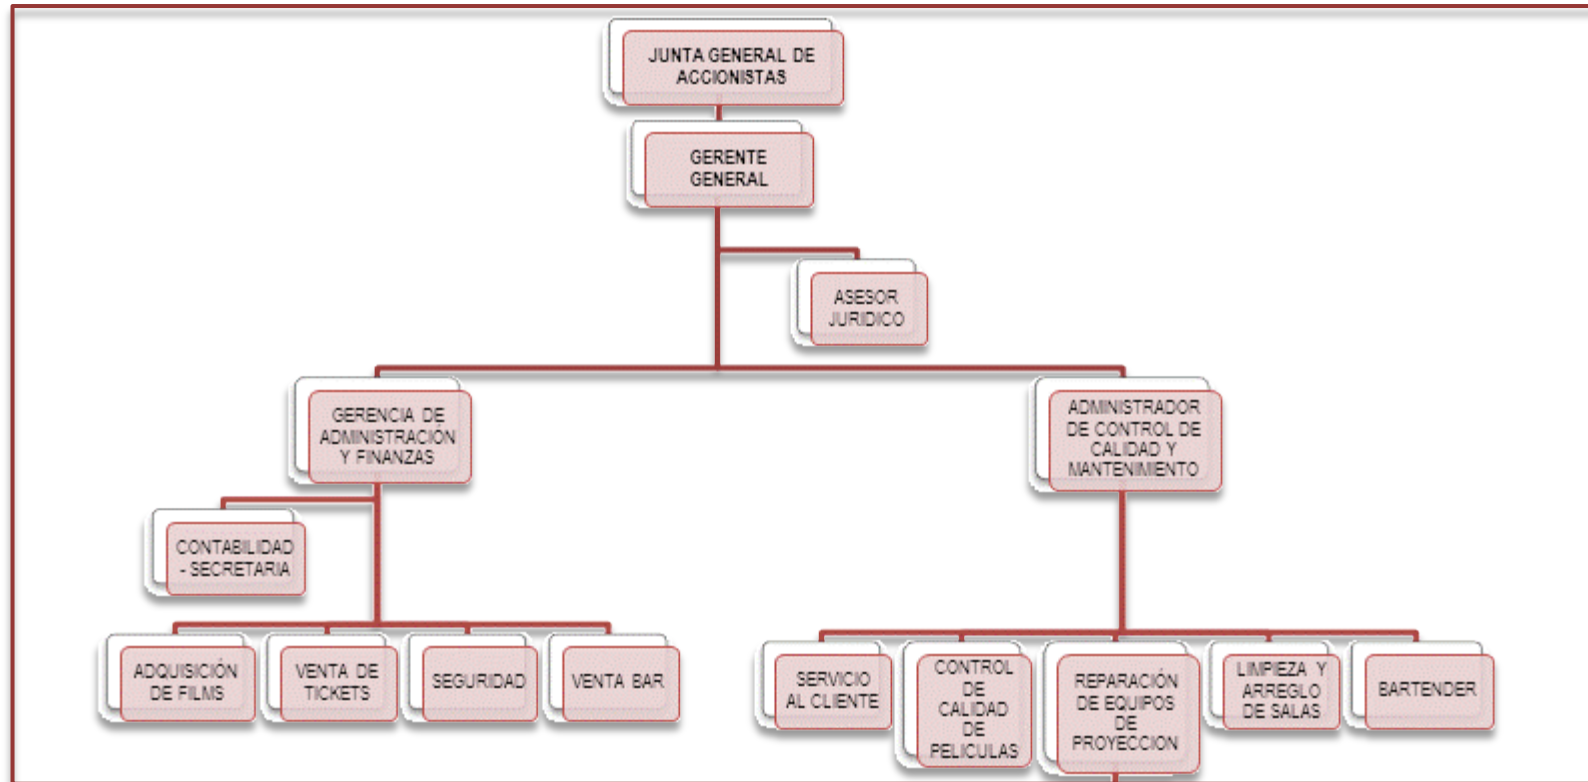 JUNTA GENERAL DE
ACCIONISTAS
GERENTE
GENERAL
ASESOR
JURIDICO
GERENCIA DE
ADMINISTRACIÓN
Y FINANZAS
ADMINISTRADOR
DE CONTROL DE
CALIDAD Y
MANTENIMIENTO
CONTABILIDAD
- SECRETARIA
ADQUISICIÓN
DE FILMS
VENTA DE
TICKETS
SEGURIDAD
VENTA BAR
SERVICIO
AL CLIENTE
CONTROL
DE
CALIDAD
DE
PELICULAS
REPARACIÓN
DE EQUIPOS
DE
PROYECCION
LIMPIEZA Y
ARREGLO
DE SALAS
BARTENDER